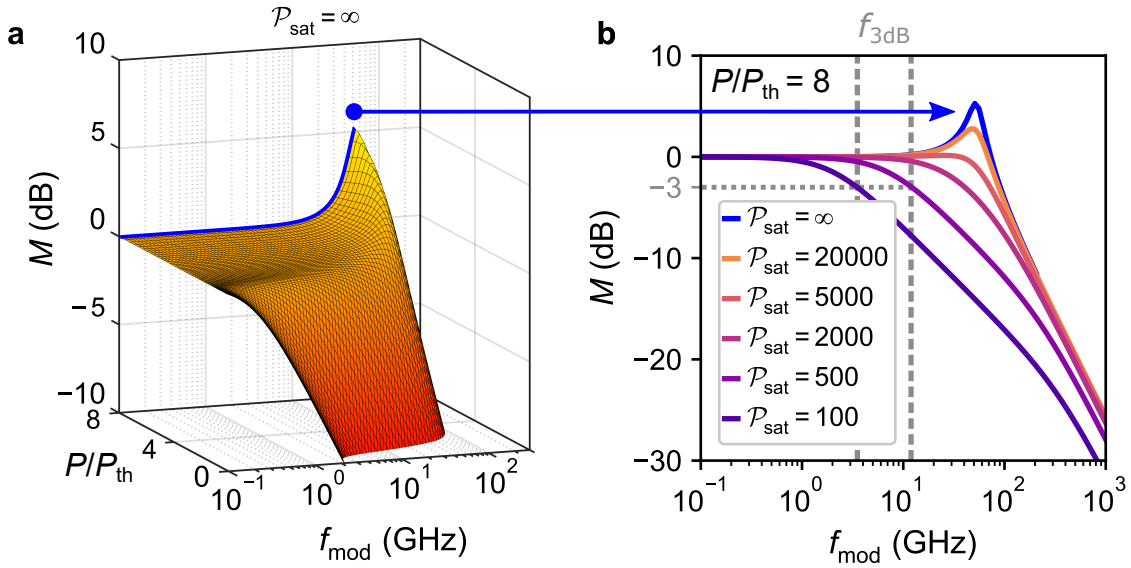 a
𝒫sat = ∞
10
5
0
−5
−10
M (dB)
8
4
0
P/Pth
10⁻¹
10⁰
10¹
10²
fmod (GHz)
b
f3dB
P/Pth = 8
10
0
−3
−10
−20
−30
M (dB)
𝒫sat = ∞
𝒫sat = 20000
𝒫sat = 5000
𝒫sat = 2000
𝒫sat = 500
𝒫sat = 100
10⁻¹
10⁰
10¹
10²
10³
fmod (GHz)